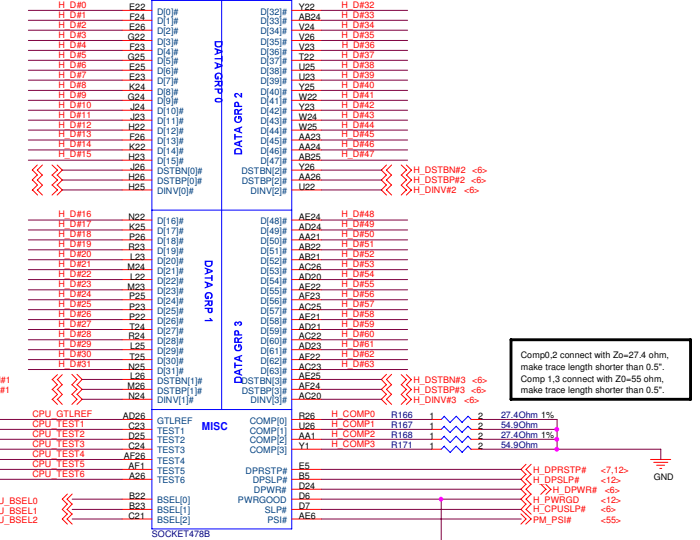 H_D#0 E22 D[0]# D[32]# Y22 H_D#32
H_D#1 F24 D[1]# D[33]# AB24 H_D#33
H_D#2 E26 D[2]# D[34]# V24 H_D#34
H_D#3 G22 D[3]# D[35]# V26 H_D#35
H_D#4 F23 D[4]# D[36]# V23 H_D#36
H_D#5 G25 D[5]# D[37]# T22 H_D#37
H_D#6 E25 D[6]# D[38]# U25 H_D#38
H_D#7 E23 D[7]# D[39]# U23 H_D#39
H_D#8 K24 D[8]# D[40]# Y25 H_D#40
H_D#9 G24 D[9]# D[41]# W22 H_D#41
H_D#10 J24 D[10]# D[42]# Y23 H_D#42
H_D#11 J23 D[11]# D[43]# W24 H_D#43
H_D#12 H22 D[12]# D[44]# W25 H_D#44
H_D#13 F26 D[13]# D[45]# AA23 H_D#45
H_D#14 K22 D[14]# D[46]# AA24 H_D#46
H_D#15 H23 D[15]# D[47]# AB25 H_D#47
J26 DSTBN[0]# DSTBN[2]# Y26 H_DSTBN#2 <6>
H26 DSTBP[0]# DSTBP[2]# AA26 H_DSTBP#2 <6>
H25 DINV[0]# DINV[2]# U22 H_DINV#2 <6>
DATA GRP 0
DATA GRP 2
H_D#16 N22 D[16]# D[48]# AE24 H_D#48
H_D#17 K25 D[17]# D[49]# AD24 H_D#49
H_D#18 P26 D[18]# D[50]# AA21 H_D#50
H_D#19 R23 D[19]# D[51]# AB22 H_D#51
H_D#20 L23 D[20]# D[52]# AB21 H_D#52
H_D#21 M24 D[21]# D[53]# AC26 H_D#53
H_D#22 L22 D[22]# D[54]# AD20 H_D#54
H_D#23 M23 D[23]# D[55]# AE22 H_D#55
H_D#24 P25 D[24]# D[56]# AF23 H_D#56
H_D#25 P23 D[25]# D[57]# AC25 H_D#57
H_D#26 P22 D[26]# D[58]# AE21 H_D#58
H_D#27 T24 D[27]# D[59]# AD21 H_D#59
H_D#28 R24 D[28]# D[60]# AC22 H_D#60
H_D#29 L25 D[29]# D[61]# AD23 H_D#61
H_D#30 T25 D[30]# D[62]# AF22 H_D#62
H_D#31 N25 D[31]# D[63]# AC23 H_D#63
#1 L26 DSTBN[1]# DSTBN[3]# AE25 H_DSTBN#3 <6>
#1 M26 DSTBP[1]# DSTBP[3]# AF24 H_DSTBP#3 <6>
N24 DINV[1]# DINV[3]# AC20 H_DINV#3 <6>
DATA GRP 1
DATA GRP 3
Comp0,2 connect with Zo=27.4 ohm,
make trace length shorter than 0.5".
Comp 1,3 connect with Z0=55 ohm,
make trace length shorter than 0.5".
CPU_GTLREF AD26 GTLREF MISC COMP[0] R26 H_COMP0 R166 1 2 27.4Ohm 1%
CPU_TEST1 C23 TEST1 COMP[1] U26 H_COMP1 R167 1 2 54.9Ohm
CPU_TEST2 D25 TEST2 COMP[2] AA1 H_COMP2 R168 1 2 27.4Ohm 1%
CPU_TEST3 C24 TEST3 COMP[3] Y1 H_COMP3 R171 1 2 54.9Ohm
CPU_TEST4 AF26 TEST4
CPU_TEST5 AF1 TEST5 DPRSTP# E5 H_DPRSTP# <7,12>
CPU_TEST6 A26 TEST6 DPSLP# B5 H_DPSLP# <12>
DPWR# D24 H_DPWR# <6>
U_BSEL0 B22 BSEL[0] PWRGOOD D6 H_PWRGD <12>
U_BSEL1 B23 BSEL[1] SLP# D7 H_CPUSLP# <6>
U_BSEL2 C21 BSEL[2] PSI# AE6 PM_PSI# <55>
GND
SOCKET478B